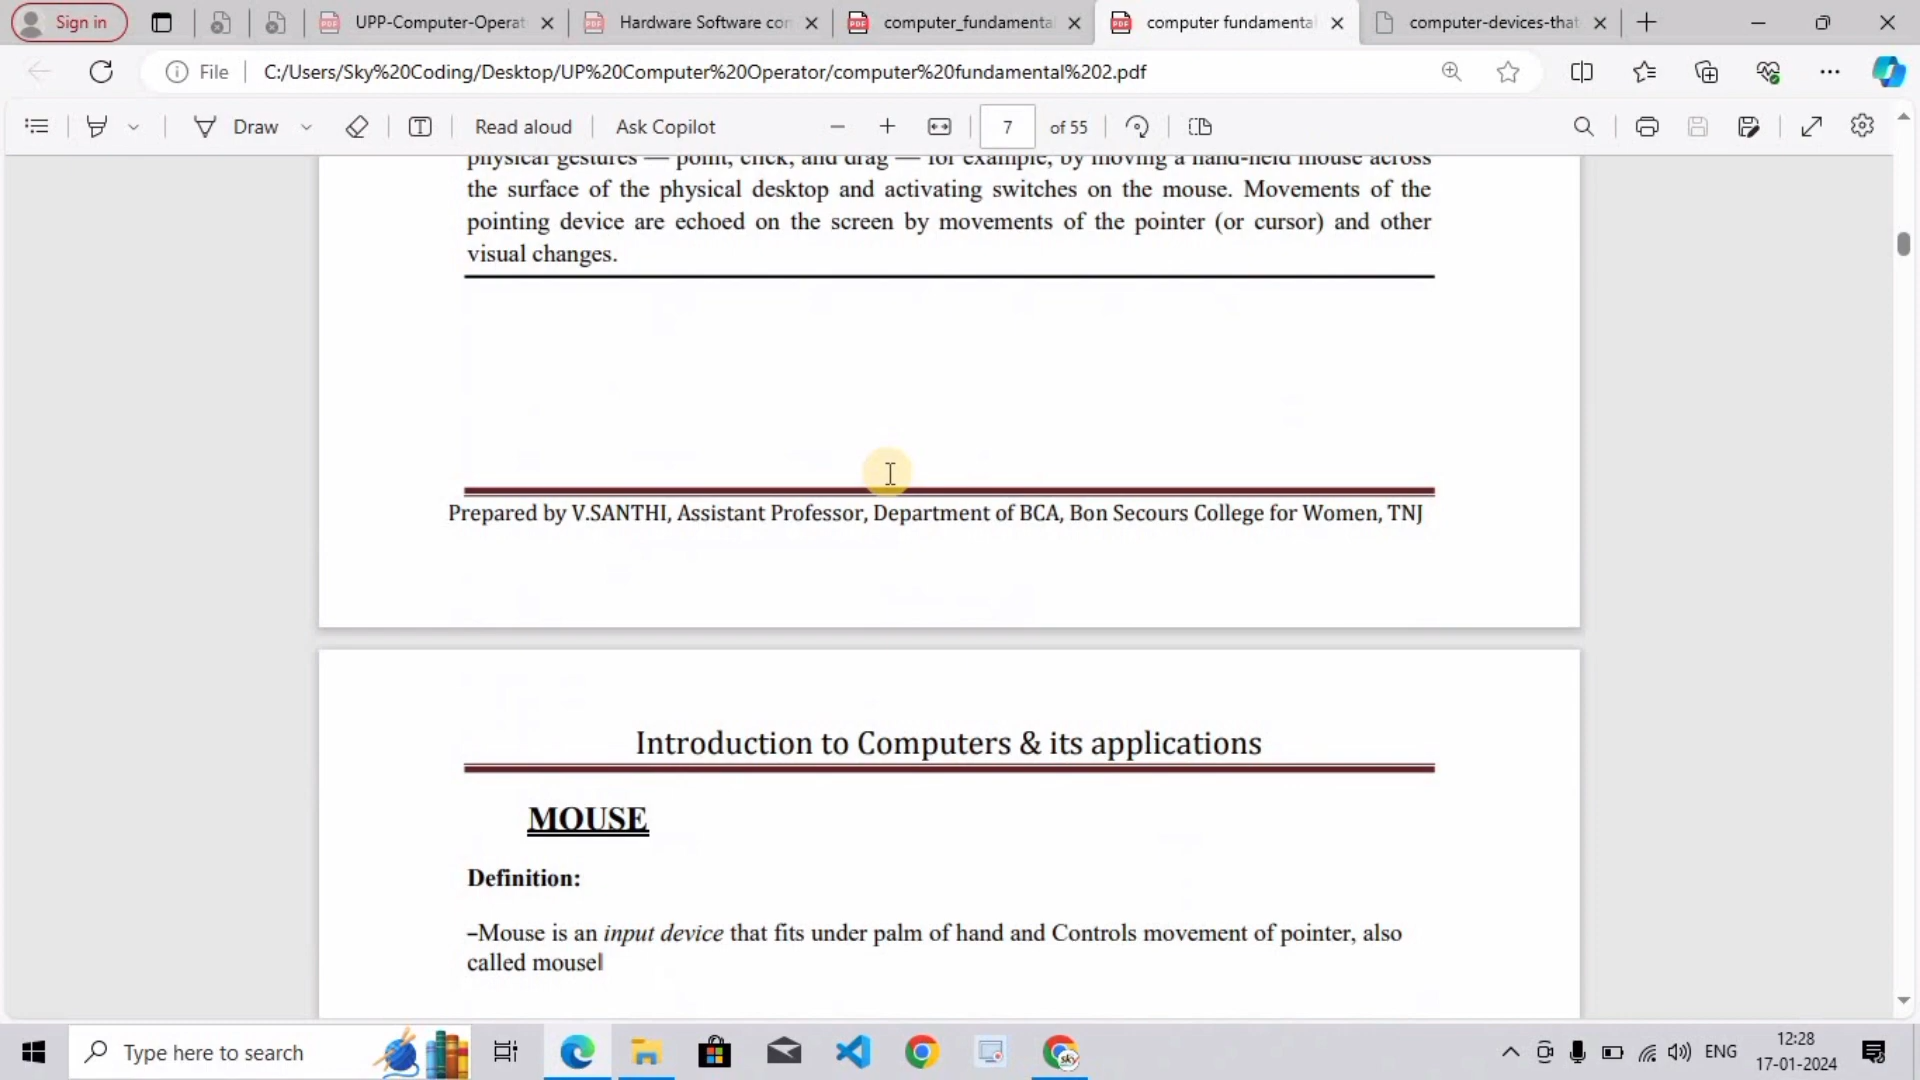 Sign in
UPP-Computer-Operat
Hardware Software con
computer_fundamenta
computer fundamenta
computer-devices-that
File
C:/Users/Sky%20Coding/Desktop/UP%20Computer%20Operator/computer%20fundamental%202.pdf
Draw
Read aloud
Ask Copilot
7
of 55
physical gestures — point, click, and drag — for example, by moving a hand-held mouse across
the surface of the physical desktop and activating switches on the mouse. Movements of the
pointing device are echoed on the screen by movements of the pointer (or cursor) and other
visual changes.
Prepared by V.SANTHI, Assistant Professor, Department of BCA, Bon Secours College for Women, TNJ
Introduction to Computers & its applications
MOUSE
Definition:
–Mouse is an input device that fits under palm of hand and Controls movement of pointer, also
called mouse‖
Type here to search
ENG
12:28
17-01-2024